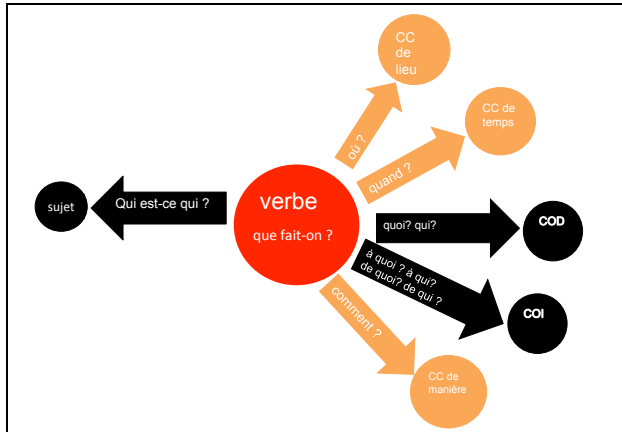 CC
de
lieu
CC de
temps
où ?
quand ?
sujet
Qui est-ce qui ?
verbe
que fait-on ?
quoi? qui?
COD
à quoi ? à qui?
de quoi? de qui ?
COI
comment ?
CC de
manière